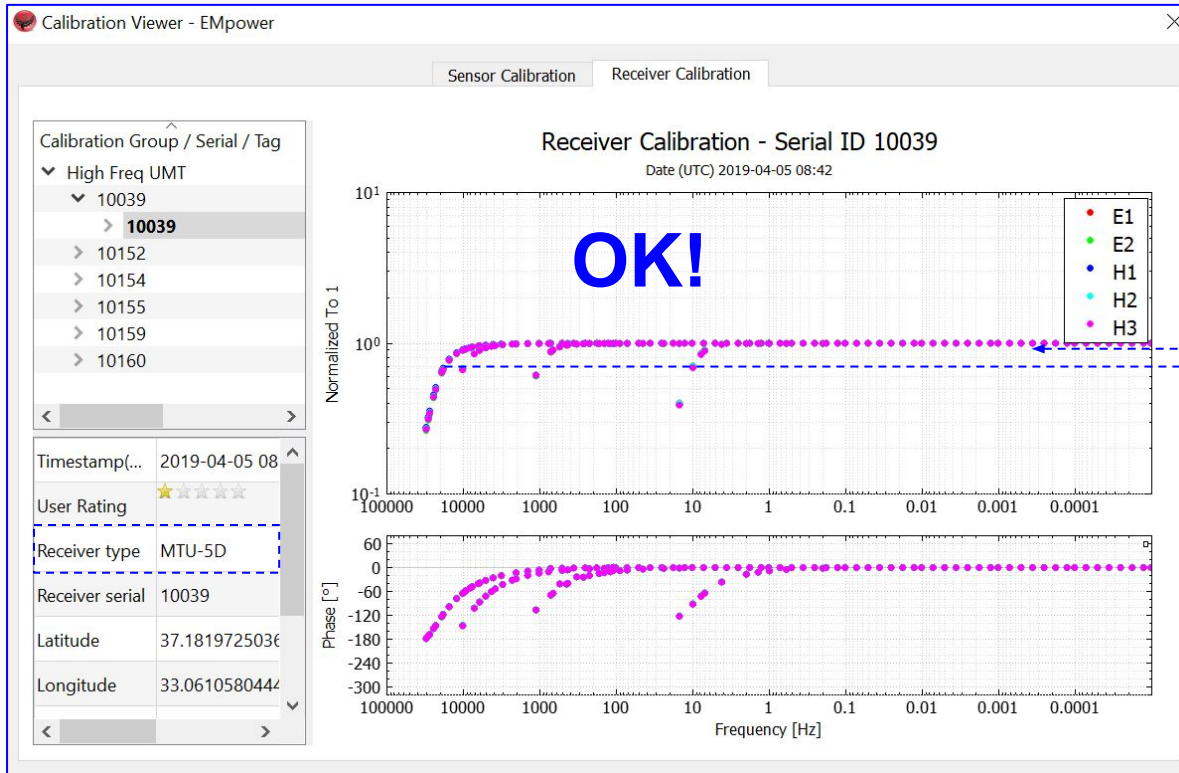 Calibration Viewer - EMpower
Sensor Calibration
Receiver Calibration
Calibration Group / Serial / Tag
High Freq UMT
10039
10039
10152
10154
10155
10159
10160
Timestamp(... 2019-04-05 08
User Rating
Receiver type MTU-5D
Receiver serial 10039
Latitude 37.1819725036
Longitude 33.0610580444
Receiver Calibration - Serial ID 10039
Date (UTC) 2019-04-05 08:42
OK!
E1
E2
H1
H2
H3
Normalized To 1
10¹
10⁰
10⁻¹
100000 10000 1000 100 10 1 0.1 0.01 0.001 0.0001
Phase [°]
60
0
-60
-120
-180
-240
-300
100000 10000 1000 100 10 1 0.1 0.01 0.001 0.0001
Frequency [Hz]